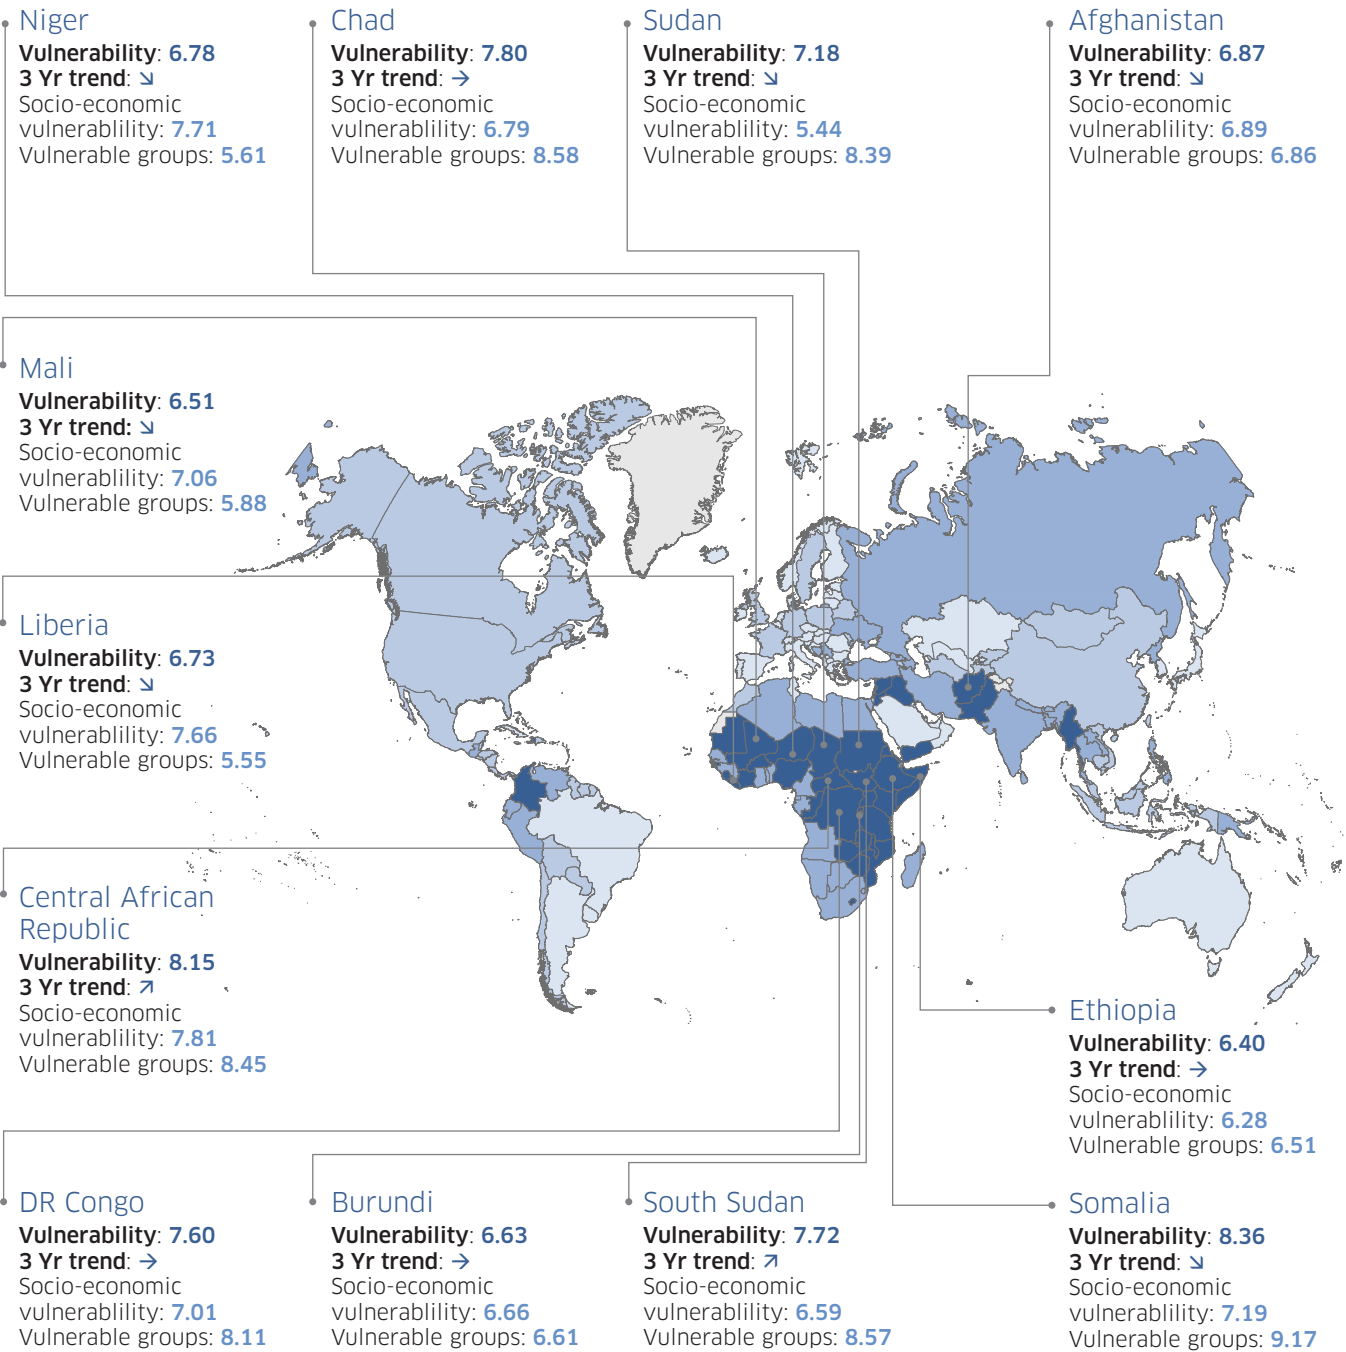 Niger
Vulnerability: 6.78
3 Yr trend: ↘
Socio-economic
vulnerablility: 7.71
Vulnerable groups: 5.61
Chad
Vulnerability: 7.80
3 Yr trend: →
Socio-economic
vulnerablility: 6.79
Vulnerable groups: 8.58
Sudan
Vulnerability: 7.18
3 Yr trend: ↘
Socio-economic
vulnerablility: 5.44
Vulnerable groups: 8.39
Afghanistan
Vulnerability: 6.87
3 Yr trend: ↘
Socio-economic
vulnerablility: 6.89
Vulnerable groups: 6.86
Mali
Vulnerability: 6.51
3 Yr trend: ↘
Socio-economic
vulnerablility: 7.06
Vulnerable groups: 5.88
Liberia
Vulnerability: 6.73
3 Yr trend: ↘
Socio-economic
vulnerablility: 7.66
Vulnerable groups: 5.55
Central African
Republic
Vulnerability: 8.15
3 Yr trend: ↗
Socio-economic
vulnerablility: 7.81
Vulnerable groups: 8.45
Ethiopia
Vulnerability: 6.40
3 Yr trend: →
Socio-economic
vulnerablility: 6.28
Vulnerable groups: 6.51
DR Congo
Vulnerability: 7.60
3 Yr trend: →
Socio-economic
vulnerablility: 7.01
Vulnerable groups: 8.11
Burundi
Vulnerability: 6.63
3 Yr trend: →
Socio-economic
vulnerablility: 6.66
Vulnerable groups: 6.61
South Sudan
Vulnerability: 7.72
3 Yr trend: ↗
Socio-economic
vulnerablility: 6.59
Vulnerable groups: 8.57
Somalia
Vulnerability: 8.36
3 Yr trend: ↘
Socio-economic
vulnerablility: 7.19
Vulnerable groups: 9.17